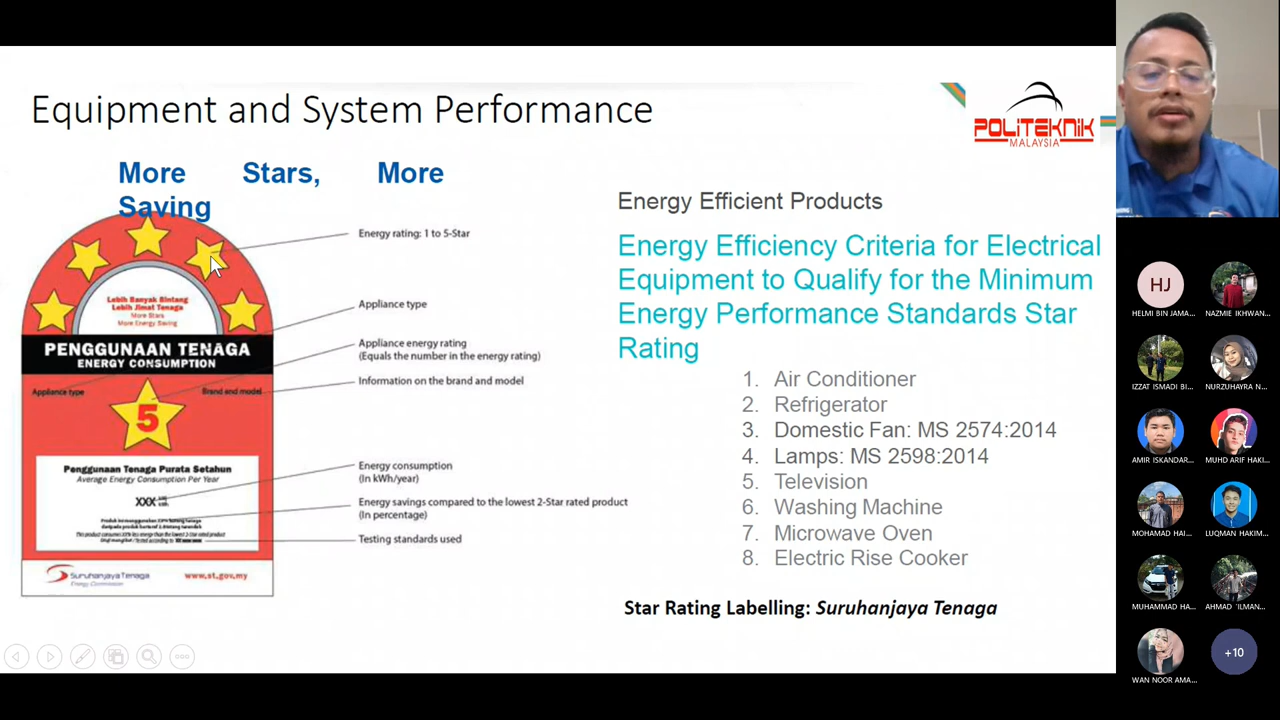 Equipment and System Performance
POLITEKNIK
MALAYSIA
More Stars, More
Saving
Energy rating: 1 to 5-Star
Appliance type
Appliance energy rating
(Equals the number in the energy rating)
Information on the brand and model
Energy consumption
(In kWh/year)
Energy savings compared to the lowest 2-Star rated product
(In percentage)
Testing standards used
Lebih Banyak Bintang
Lebih Jimat Tenaga
More Stars
More Energy Saving
PENGGUNAAN TENAGA
ENERGY CONSUMPTION
Appliance type
Brand and model
5
Penggunaan Tenaga Purata Setahun
Average Energy Consumption Per Year
XXX
Suruhanjaya Tenaga
Energy Commission
www.st.gov.my
Energy Efficient Products
Energy Efficiency Criteria for Electrical
Equipment to Qualify for the Minimum
Energy Performance Standards Star
Rating
1. Air Conditioner
2. Refrigerator
3. Domestic Fan: MS 2574:2014
4. Lamps: MS 2598:2014
5. Television
6. Washing Machine
7. Microwave Oven
8. Electric Rise Cooker
Star Rating Labelling: Suruhanjaya Tenaga
HJ
HELMI BIN JAMA...
NAZMIE IKHWAN...
IZZAT ISMADI BI...
NURZUHAYRA N...
AMIR ISKANDAR...
MUHD ARIF HAKI...
MOHAMAD HAI...
LUQMAN HAKIM...
MUHAMMAD HA...
AHMAD 'ILMAN...
WAN NOOR AMA...
+10